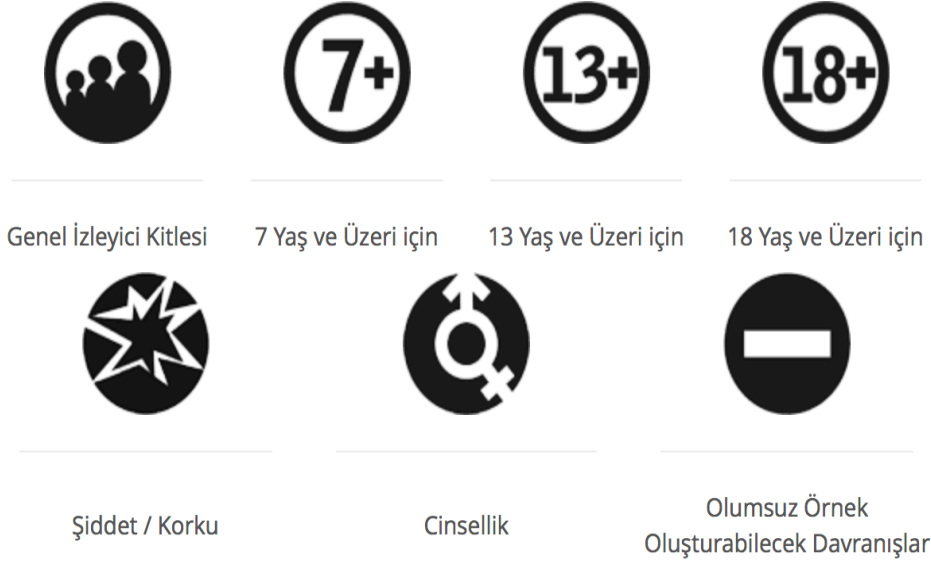 7+
13+
18+
Genel İzleyici Kitlesi
7 Yaş ve Üzeri için
13 Yaş ve Üzeri için
18 Yaş ve Üzeri için
Şiddet / Korku
Cinsellik
Olumsuz Örnek
Oluşturabilecek Davranışlar